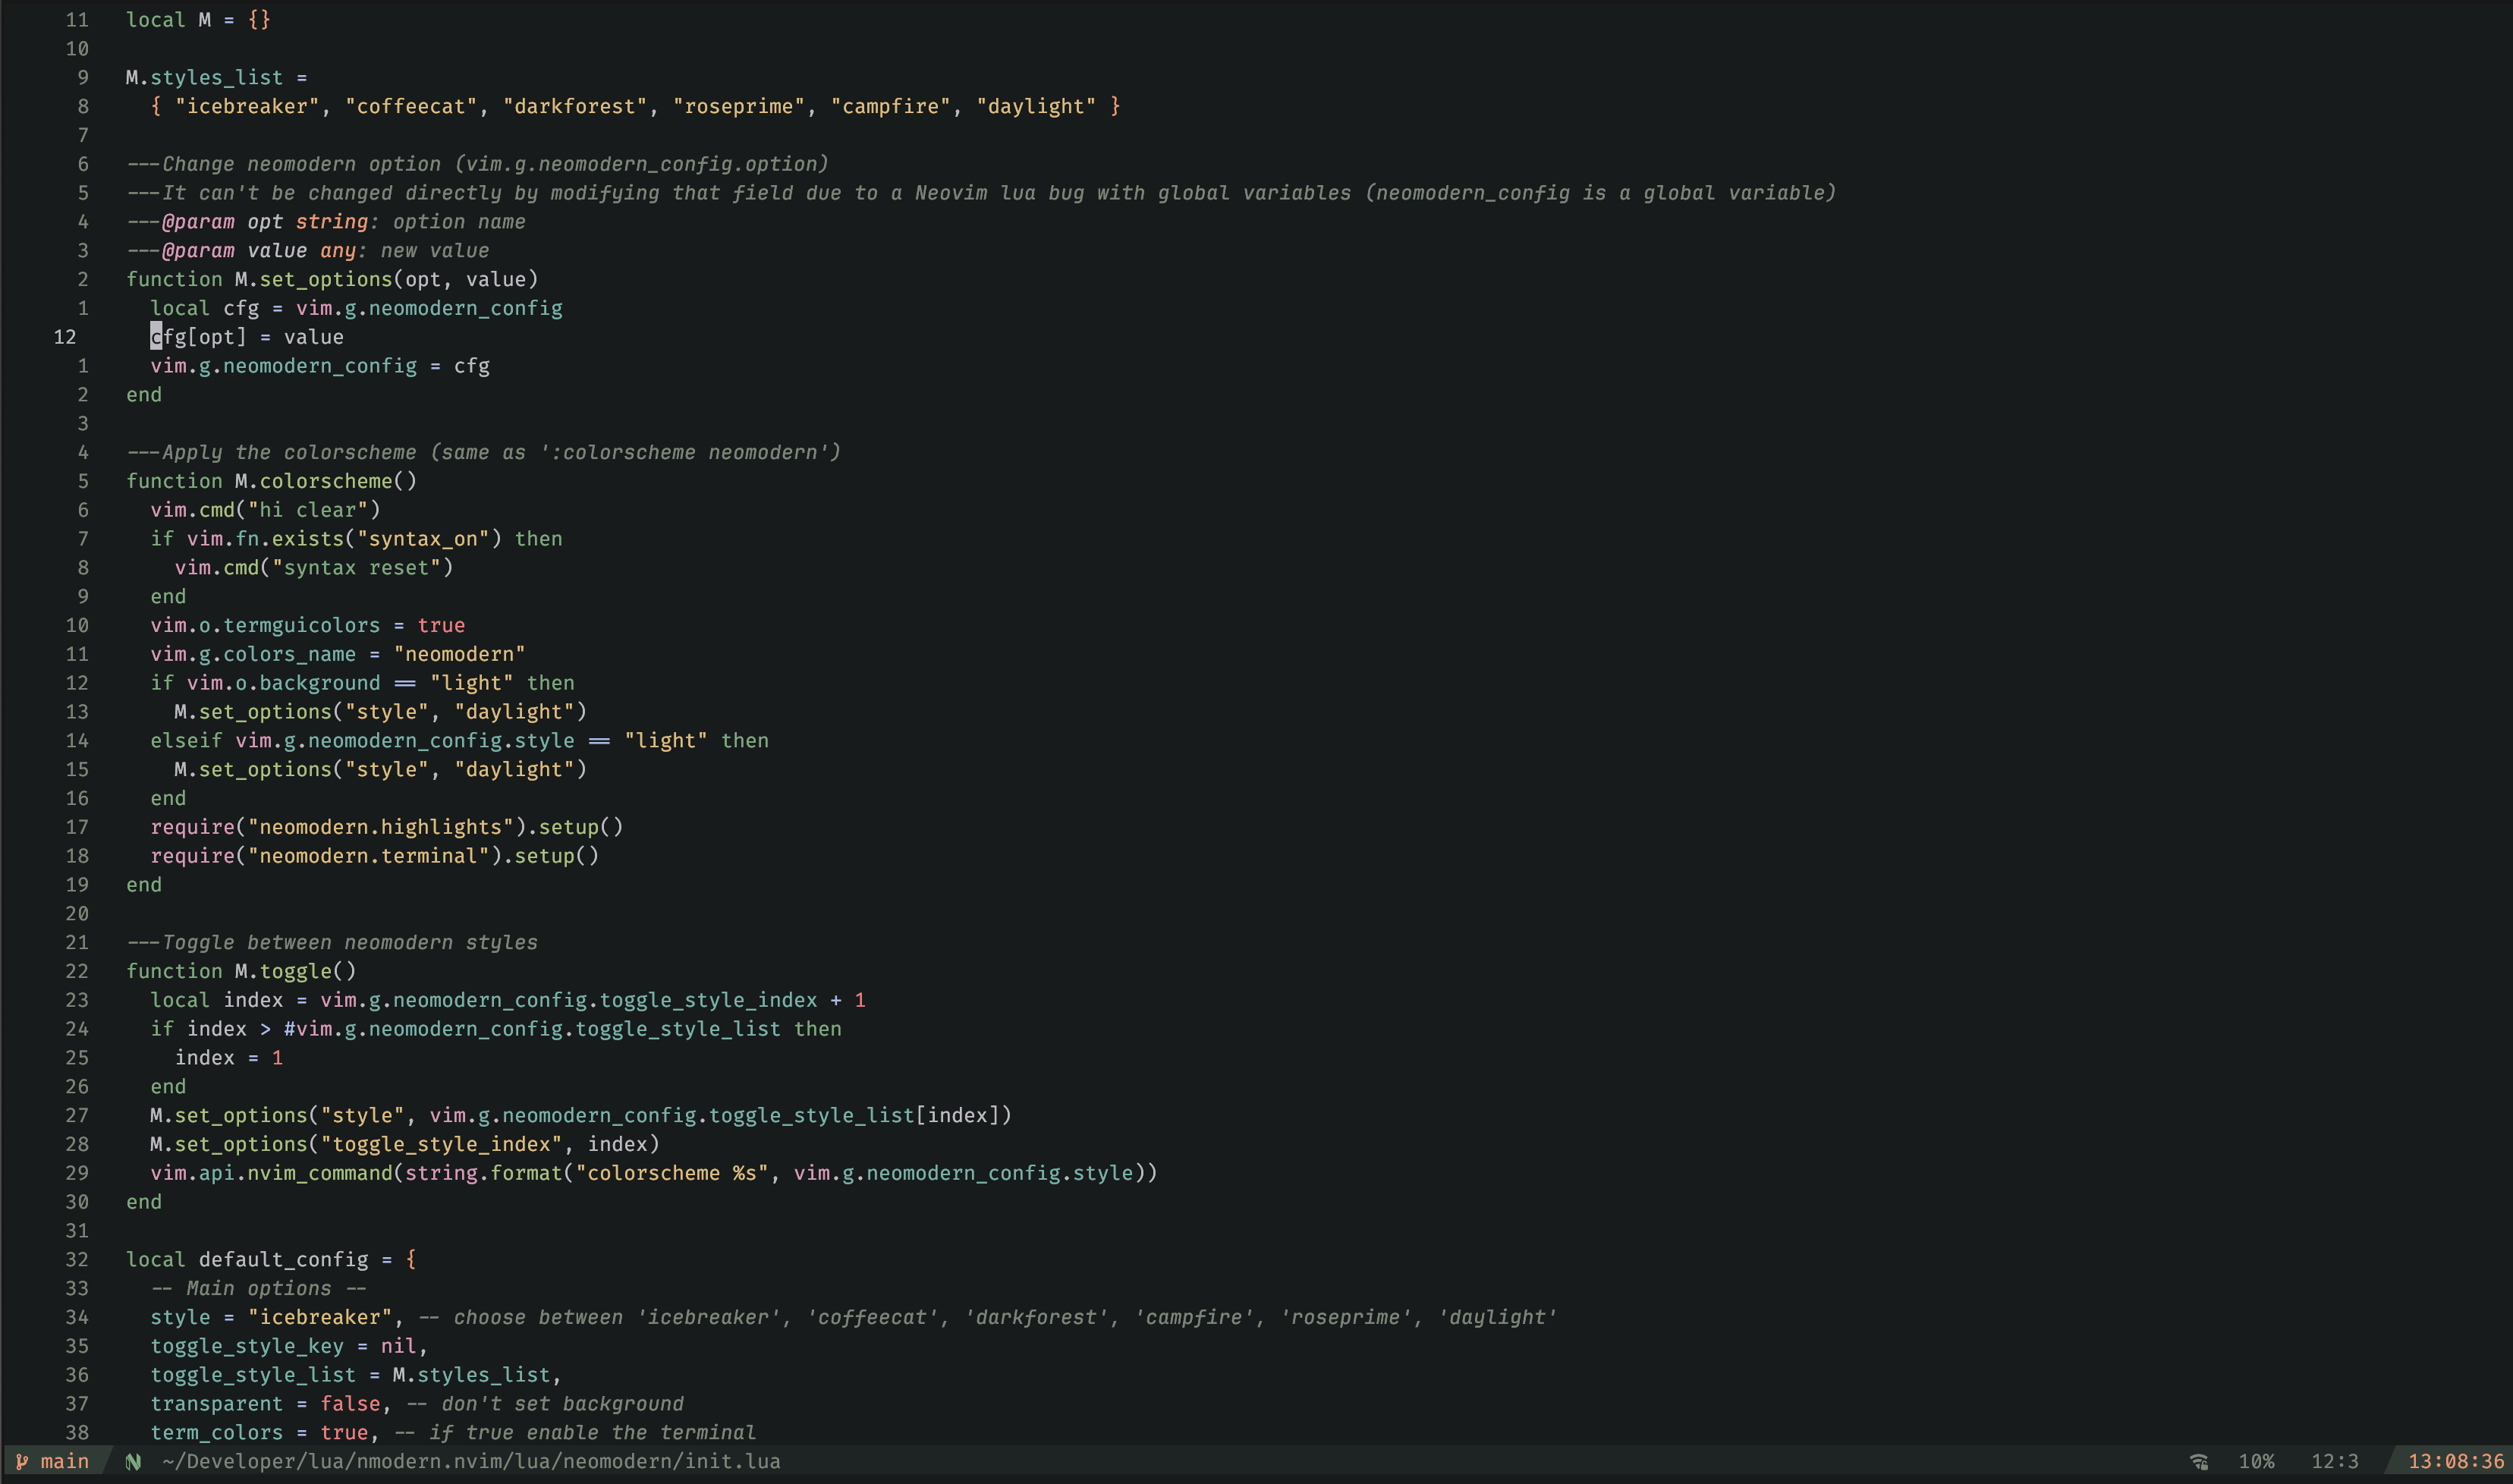 11 local M = {}
10
9 M.styles_list =
8 { "icebreaker", "coffeecat", "darkforest", "roseprime", "campfire", "daylight" }
7
6 ---Change neomodern option (vim.g.neomodern_config.option)
5 ---It can't be changed directly by modifying that field due to a Neovim lua bug with global variables (neomodern_config is a global variable)
4 ---@param opt string: option name
3 ---@param value any: new value
2 function M.set_options(opt, value)
1 local cfg = vim.g.neomodern_config
12 cfg[opt] = value
1 vim.g.neomodern_config = cfg
2 end
3
4 ---Apply the colorscheme (same as ':colorscheme neomodern')
5 function M.colorscheme()
6 vim.cmd("hi clear")
7 if vim.fn.exists("syntax_on") then
8 vim.cmd("syntax reset")
9 end
10 vim.o.termguicolors = true
11 vim.g.colors_name = "neomodern"
12 if vim.o.background == "light" then
13 M.set_options("style", "daylight")
14 elseif vim.g.neomodern_config.style == "light" then
15 M.set_options("style", "daylight")
16 end
17 require("neomodern.highlights").setup()
18 require("neomodern.terminal").setup()
19 end
20
21 ---Toggle between neomodern styles
22 function M.toggle()
23 local index = vim.g.neomodern_config.toggle_style_index + 1
24 if index > #vim.g.neomodern_config.toggle_style_list then
25 index = 1
26 end
27 M.set_options("style", vim.g.neomodern_config.toggle_style_list[index])
28 M.set_options("toggle_style_index", index)
29 vim.api.nvim_command(string.format("colorscheme %s", vim.g.neomodern_config.style))
30 end
31
32 local default_config = {
33 -- Main options --
34 style = "icebreaker", -- choose between 'icebreaker', 'coffeecat', 'darkforest', 'campfire', 'roseprime', 'daylight'
35 toggle_style_key = nil,
36 toggle_style_list = M.styles_list,
37 transparent = false, -- don't set background
38 term_colors = true, -- if true enable the terminal
main ~/Developer/lua/nmodern.nvim/lua/neomodern/init.lua 10% 12:3 13:08:36